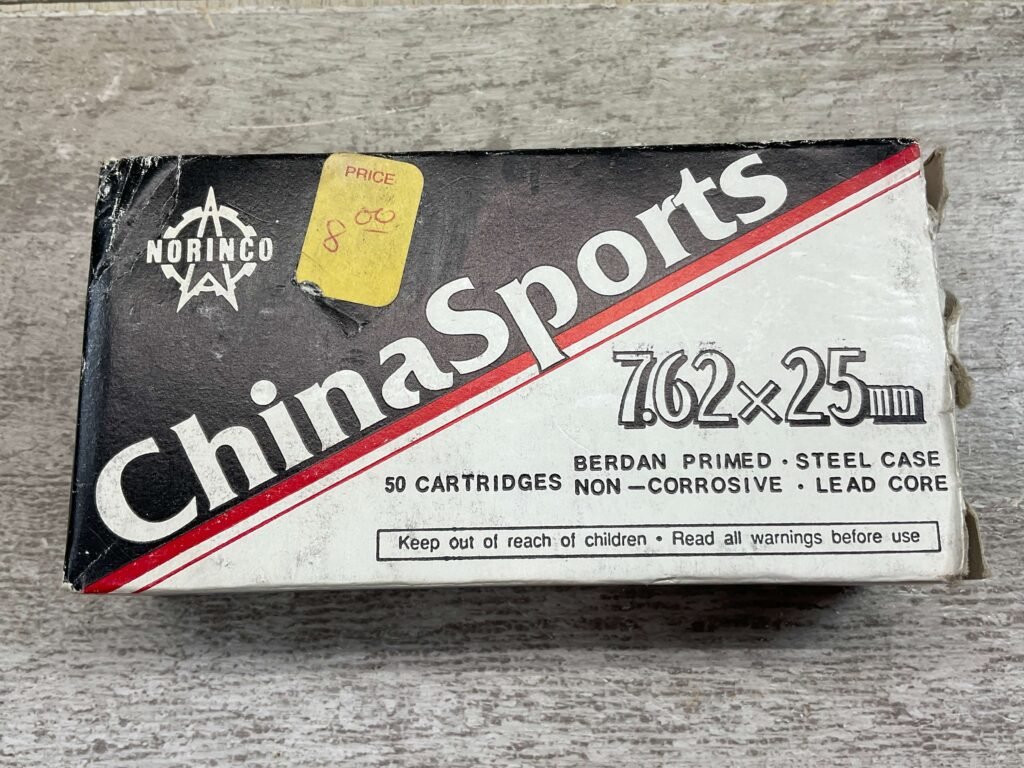 NORINCO
PRICE
8 00
ChinaSports
7.62×25mm
50 CARTRIDGES
BERDAN PRIMED · STEEL CASE
NON-CORROSIVE · LEAD CORE
Keep out of reach of children • Read all warnings before use